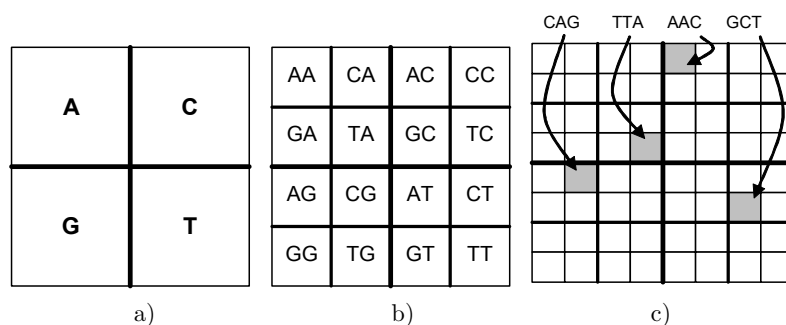 CAG TTA AAC GCT
A C
G T
AA CA AC CC
GA TA GC TC
AG CG AT CT
GG TG GT TT
a) b) c)